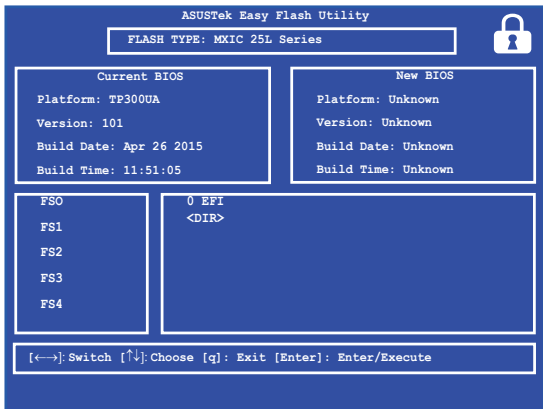 ASUSTek Easy Flash Utility
FLASH TYPE: MXIC 25L Series
Current BIOS
Platform: TP300UA
Version: 101
Build Date: Apr 26 2015
Build Time: 11:51:05
New BIOS
Platform: Unknown
Version: Unknown
Build Date: Unknown
Build Time: Unknown
FSO
FS1
FS2
FS3
FS4
0 EFI
<DIR>
[←→]: Switch [↑↓]: Choose [q]: Exit [Enter]: Enter/Execute